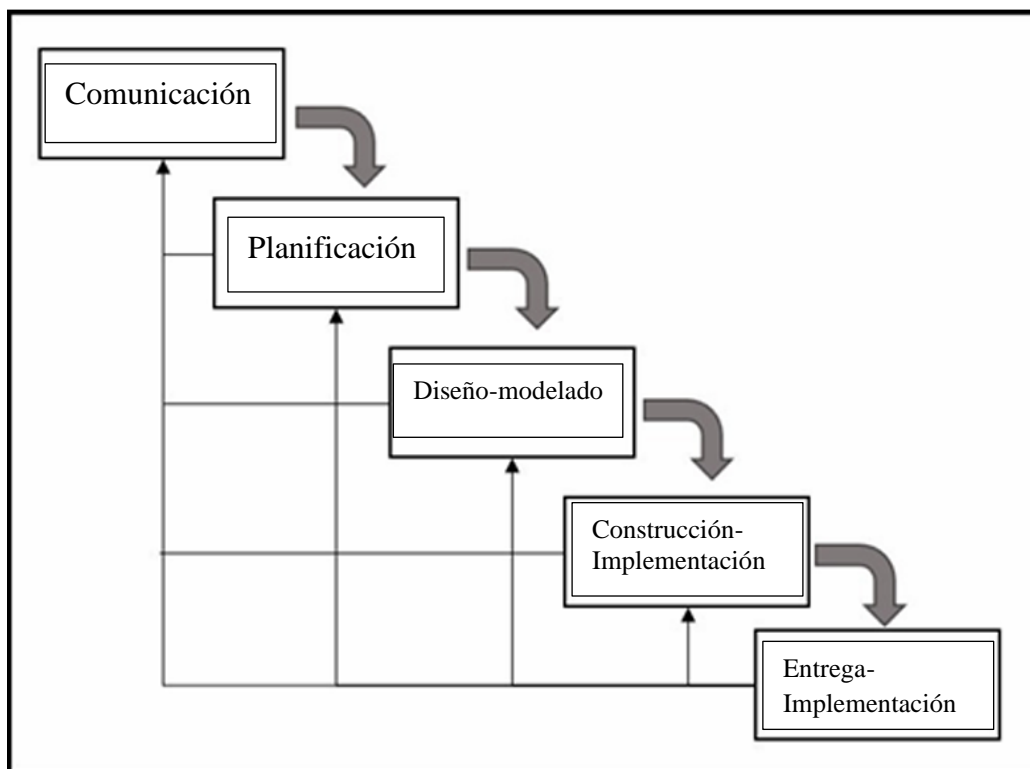 Comunicación
Planificación
Diseño-modelado
Construcción-
Implementación
Entrega-
Implementación